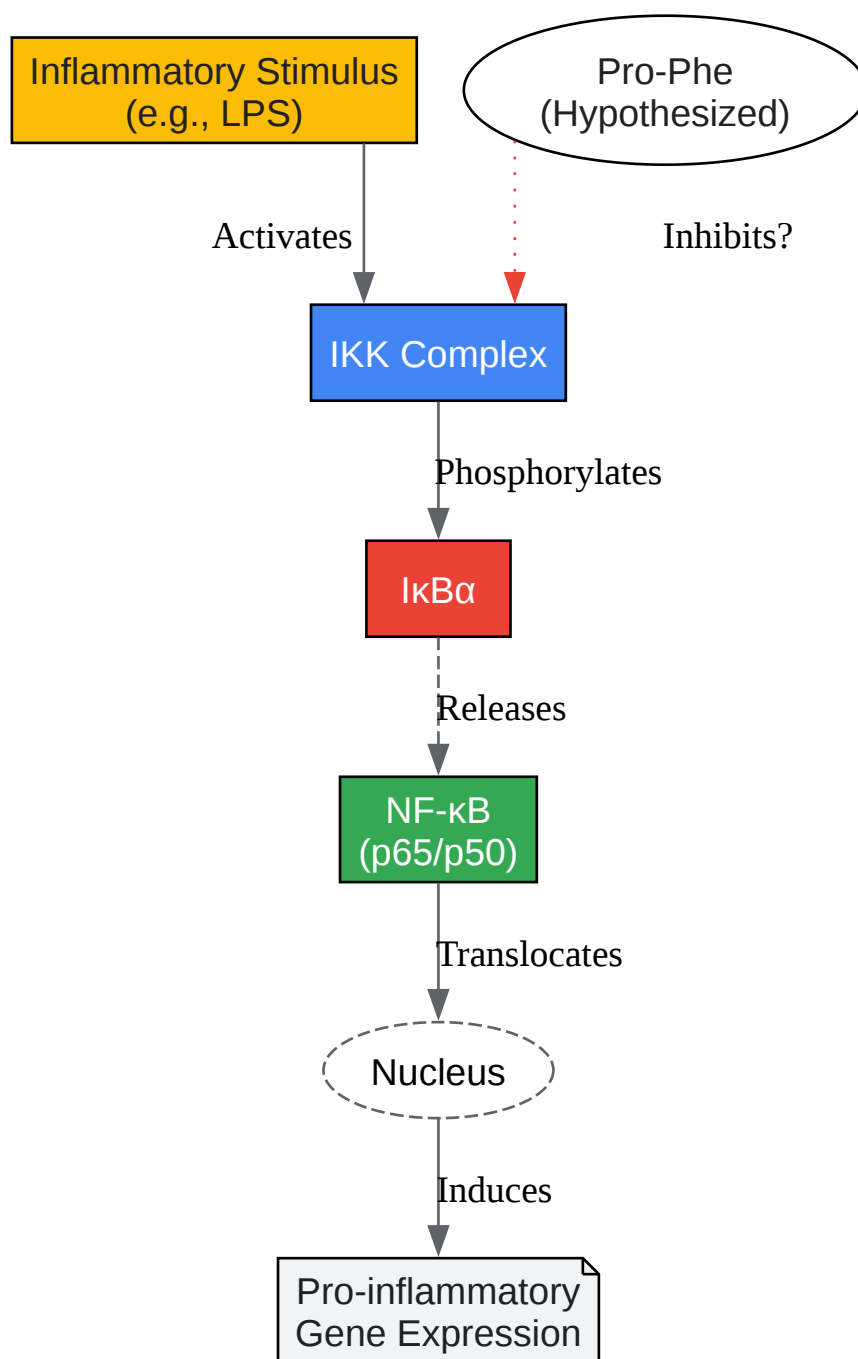 Inflammatory Stimulus
(e.g., LPS)
Pro-Phe
(Hypothesized)
Activates
Inhibits?
IKK Complex
Phosphorylates
IκBα
Releases
NF-κB
(p65/p50)
Translocates
Nucleus
Induces
Pro-inflammatory
Gene Expression